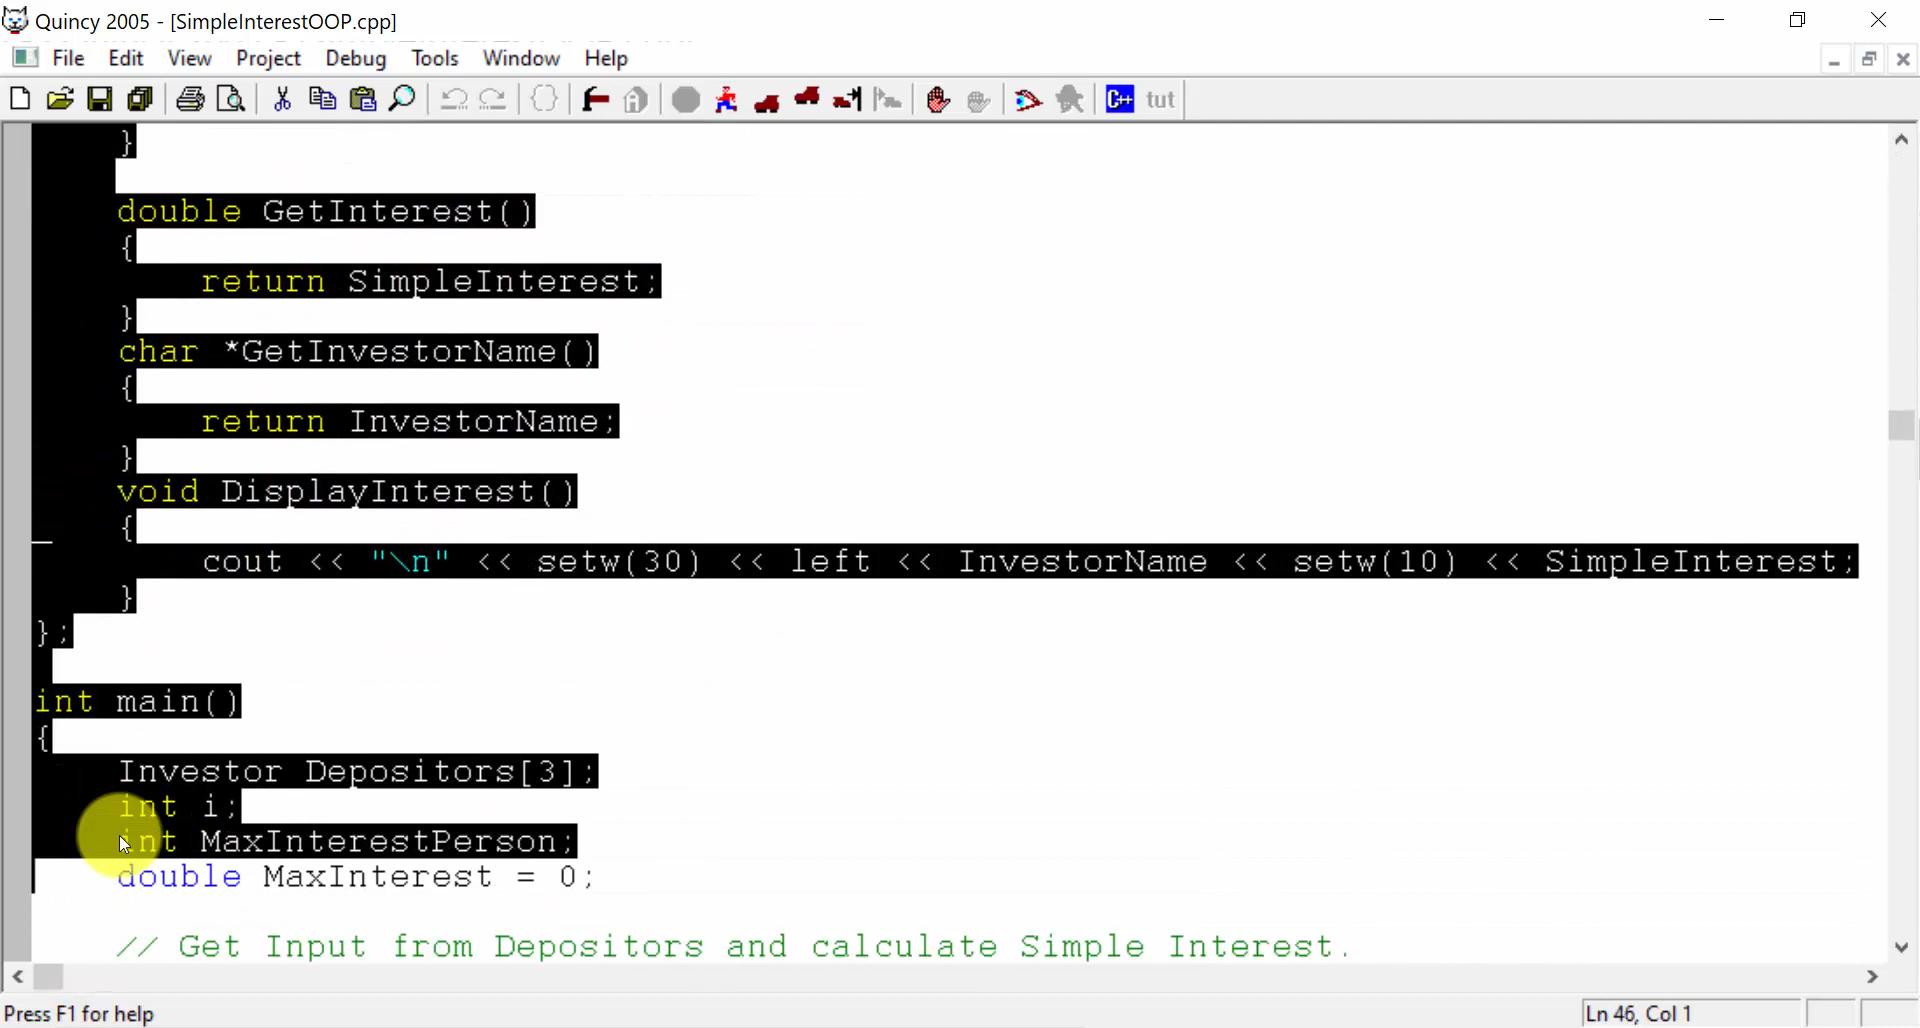 Quincy 2005 - [SimpleInterestOOP.cpp]
File Edit View Project Debug Tools Window Help
C++ tut
}
double GetInterest()
{
return SimpleInterest;
}
char *GetInvestorName()
{
return InvestorName;
}
void DisplayInterest()
{
cout << "\n" << setw(30) << left << InvestorName << setw(10) << SimpleInterest;
}
};
int main()
{
Investor Depositors[3];
int i;
int MaxInterestPerson;
double MaxInterest = 0;
// Get Input from Depositors and calculate Simple Interest.
Press F1 for help
Ln 46, Col 1